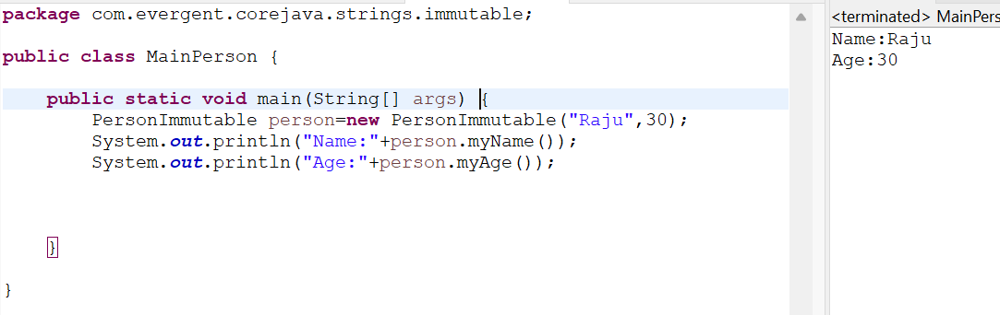 package com.evergent.corejava.strings.immutable;
public class MainPerson {
public static void main(String[] args) {
PersonImmutable person=new PersonImmutable("Raju",30);
System.out.println("Name:"+person.myName());
System.out.println("Age:"+person.myAge());
}
}
<terminated> MainPers
Name:Raju
Age:30